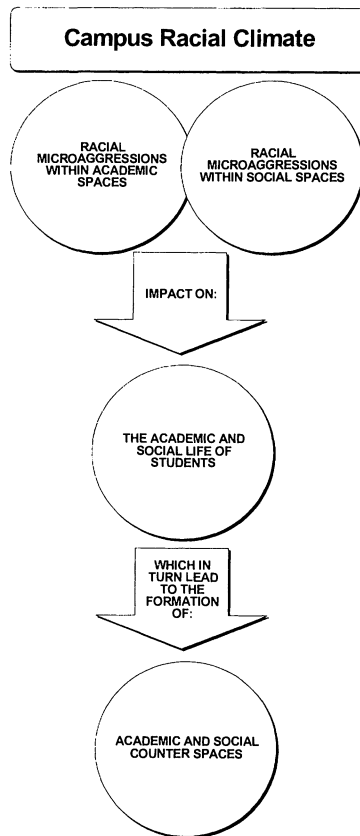 Campus Racial Climate
RACIAL
MICROAGGRESSIONS
WITHIN ACADEMIC
SPACES
RACIAL
MICROAGGRESSIONS
WITHIN SOCIAL SPACES
IMPACT ON:
THE ACADEMIC AND
SOCIAL LIFE OF
STUDENTS
WHICH IN
TURN LEAD
TO THE
FORMATION
OF:
ACADEMIC AND SOCIAL
COUNTER SPACES